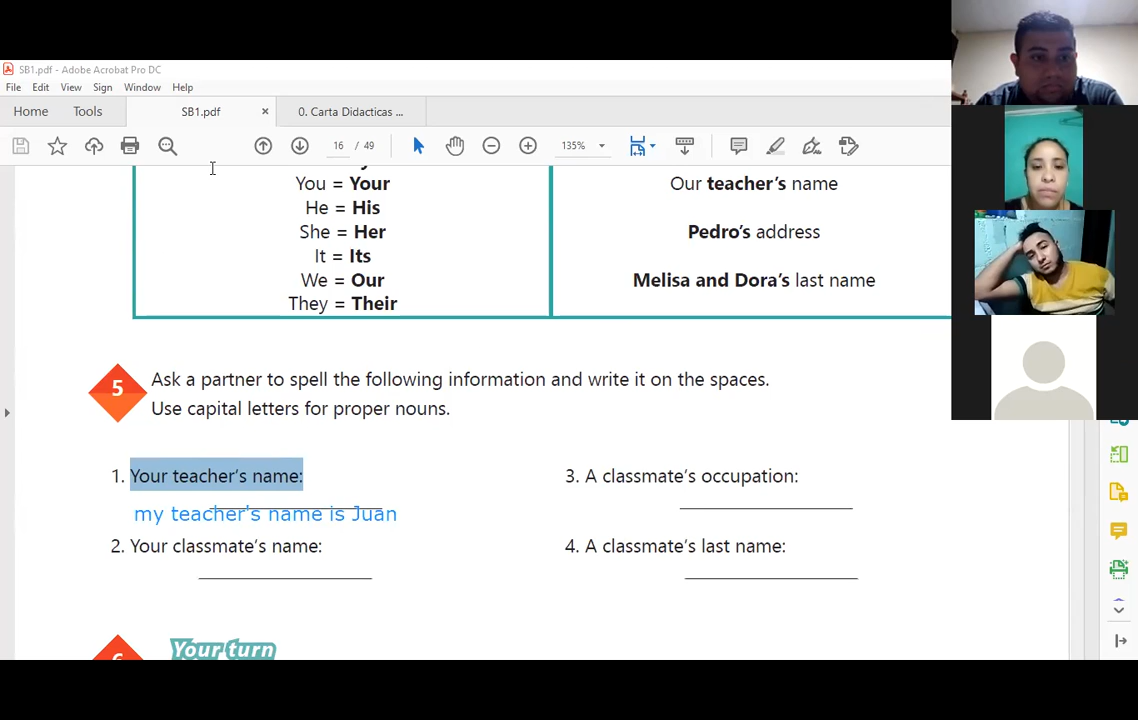 SB1.pdf - Adobe Acrobat Pro DC
File Edit View Sign Window Help
Home Tools SB1.pdf × 0. Carta Didacticas ...
16 / 49 135%
You = Your
He = His
She = Her
It = Its
We = Our
They = Their
Our teacher's name
Pedro's address
Melisa and Dora's last name
5 Ask a partner to spell the following information and write it on the spaces.
Use capital letters for proper nouns.
1. Your teacher's name:
my teacher's name is Juan
2. Your classmate's name:
3. A classmate's occupation:
4. A classmate's last name:
Your turn